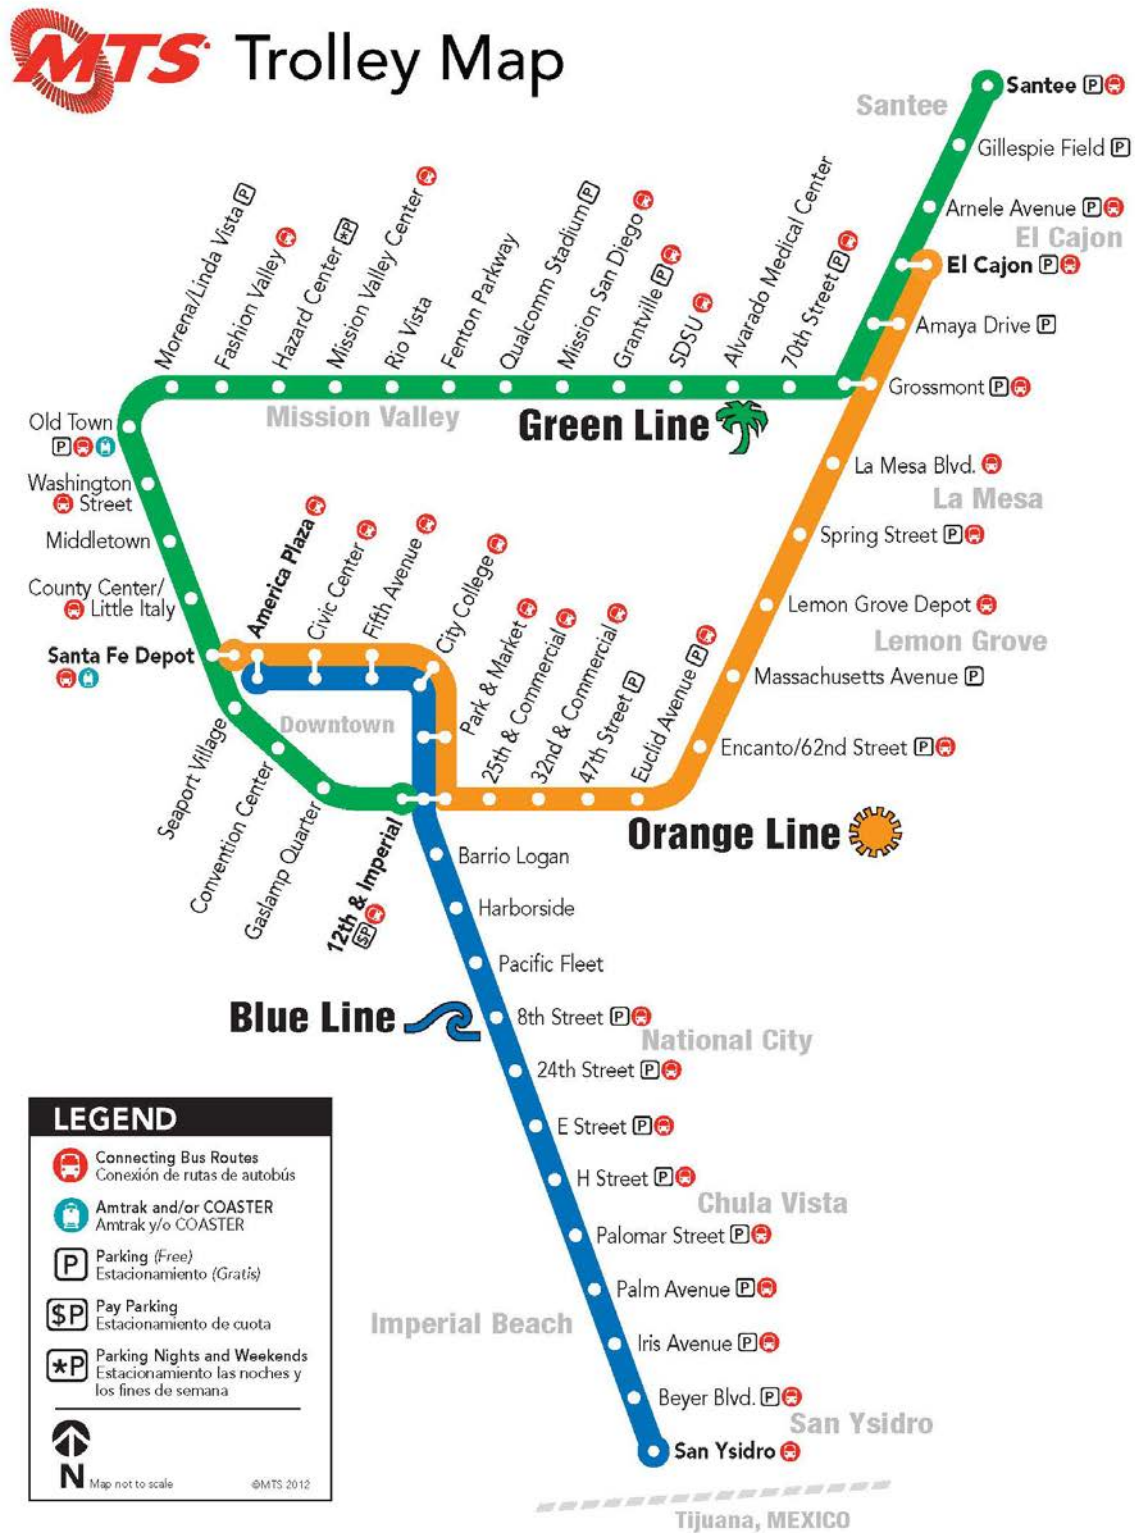 MTS
Trolley Map
Santee
Santee P
Gillespie Field P
Arnele Avenue P
El Cajon
El Cajon P
Amaya Drive P
Grossmont P
Morena/Linda Vista P
Fashion Valley
Hazard Center *P
Mission Valley Center
Rio Vista
Fenton Parkway
Qualcomm Stadium P
Mission San Diego
Grantville P
SDSU
Alvarado Medical Center
70th Street P
Mission Valley
Green Line
Old Town
P
Washington
Street
Middletown
County Center/
Little Italy
Santa Fe Depot
America Plaza
Civic Center
Fifth Avenue
City College
Park & Market
25th & Commercial
32nd & Commercial
47th Street P
Euclid Avenue P
La Mesa Blvd.
La Mesa
Spring Street P
Lemon Grove Depot
Lemon Grove
Massachusetts Avenue P
Encanto/62nd Street P
Downtown
Seaport Village
Convention Center
Gaslamp Quarter
12th & Imperial
$P
Orange Line
Barrio Logan
Harborside
Pacific Fleet
Blue Line
8th Street P
National City
24th Street P
E Street P
H Street P
Chula Vista
Palomar Street P
Palm Avenue P
Imperial Beach
Iris Avenue P
Beyer Blvd. P
San Ysidro
San Ysidro
Tijuana, MEXICO
LEGEND
Connecting Bus Routes
Conexión de rutas de autobús
Amtrak and/or COASTER
Amtrak y/o COASTER
P Parking (Free)
Estacionamiento (Gratis)
$P Pay Parking
Estacionamiento de cuota
*P Parking Nights and Weekends
Estacionamiento las noches y
los fines de semana
N Map not to scale
©MTS 2012